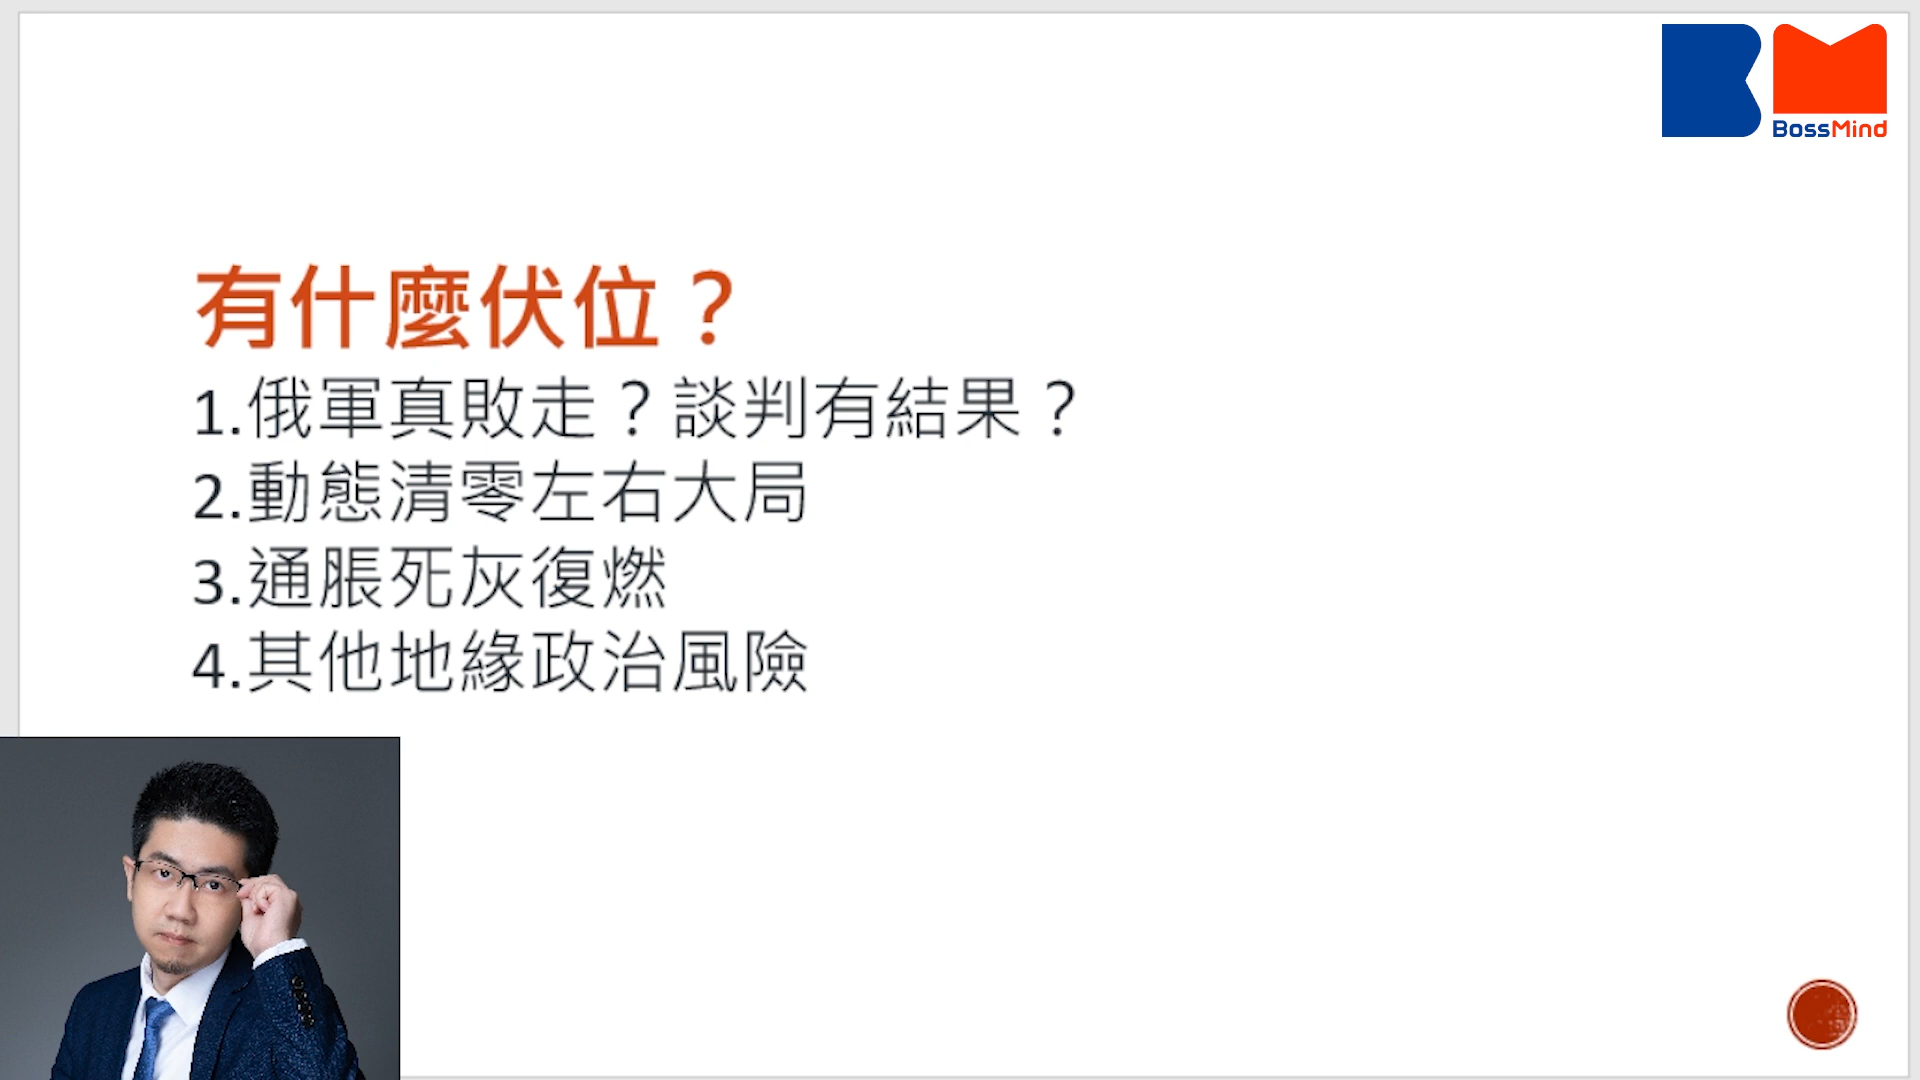 BossMind
有什麼伏位？
1.俄軍真敗走？談判有結果？
2.動態清零左右大局
3.通脹死灰復燃
4.其他地緣政治風險